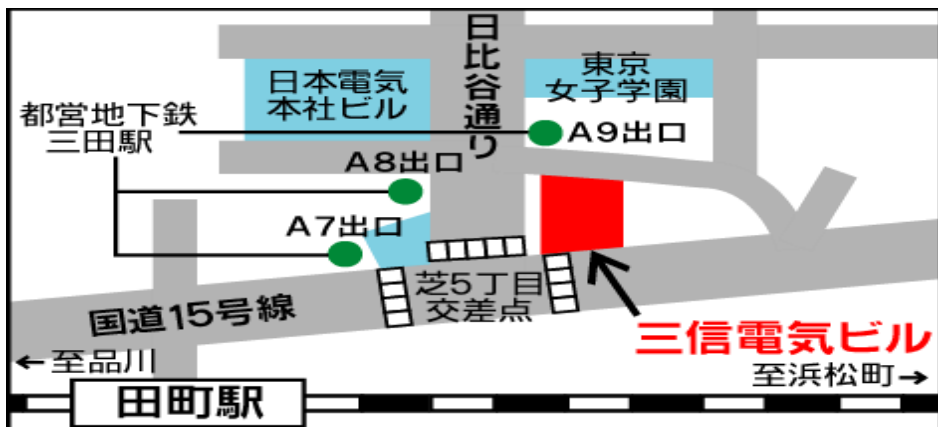 日比谷通り
日本電気
本社ビル
東京
女子学園
都営地下鉄
三田駅
A9出口
A8出口
A7出口
芝5丁目
交差点
国道15号線
三信電気ビル
←至品川
至浜松町→
田町駅